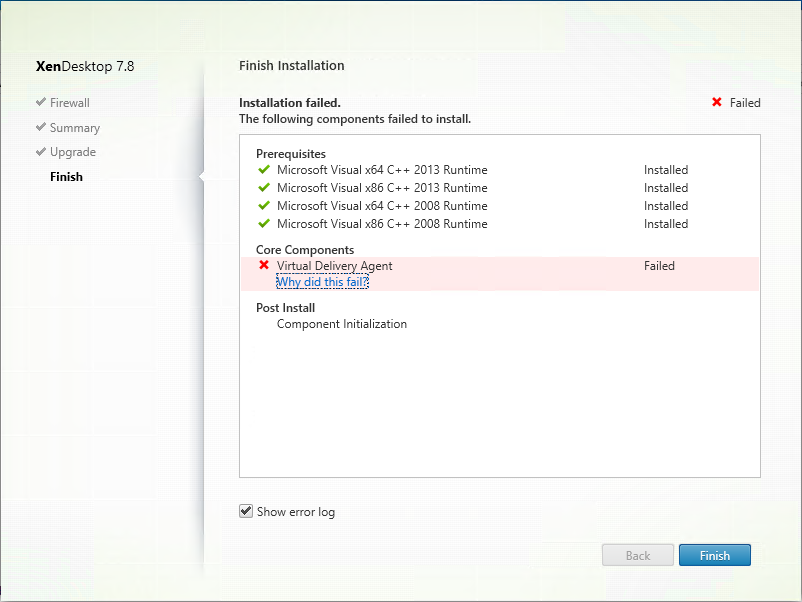 XenDesktop 7.8
Firewall
Summary
Upgrade
Finish
Finish Installation
Installation failed.
Failed
The following components failed to install.
Prerequisites
Microsoft Visual x64 C++ 2013 Runtime Installed
Microsoft Visual x86 C++ 2013 Runtime Installed
Microsoft Visual x64 C++ 2008 Runtime Installed
Microsoft Visual x86 C++ 2008 Runtime Installed
Core Components
Virtual Delivery Agent Failed
Why did this fail?
Post Install
Component Initialization
Show error log
Back Finish